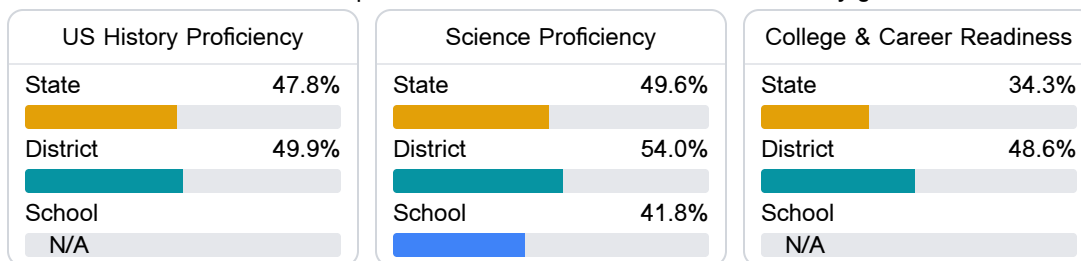 US History Proficiency
State 47.8%
District 49.9%
School
N/A
Science Proficiency
State 49.6%
District 54.0%
School 41.8%
College & Career Readiness
State 34.3%
District 48.6%
School
N/A